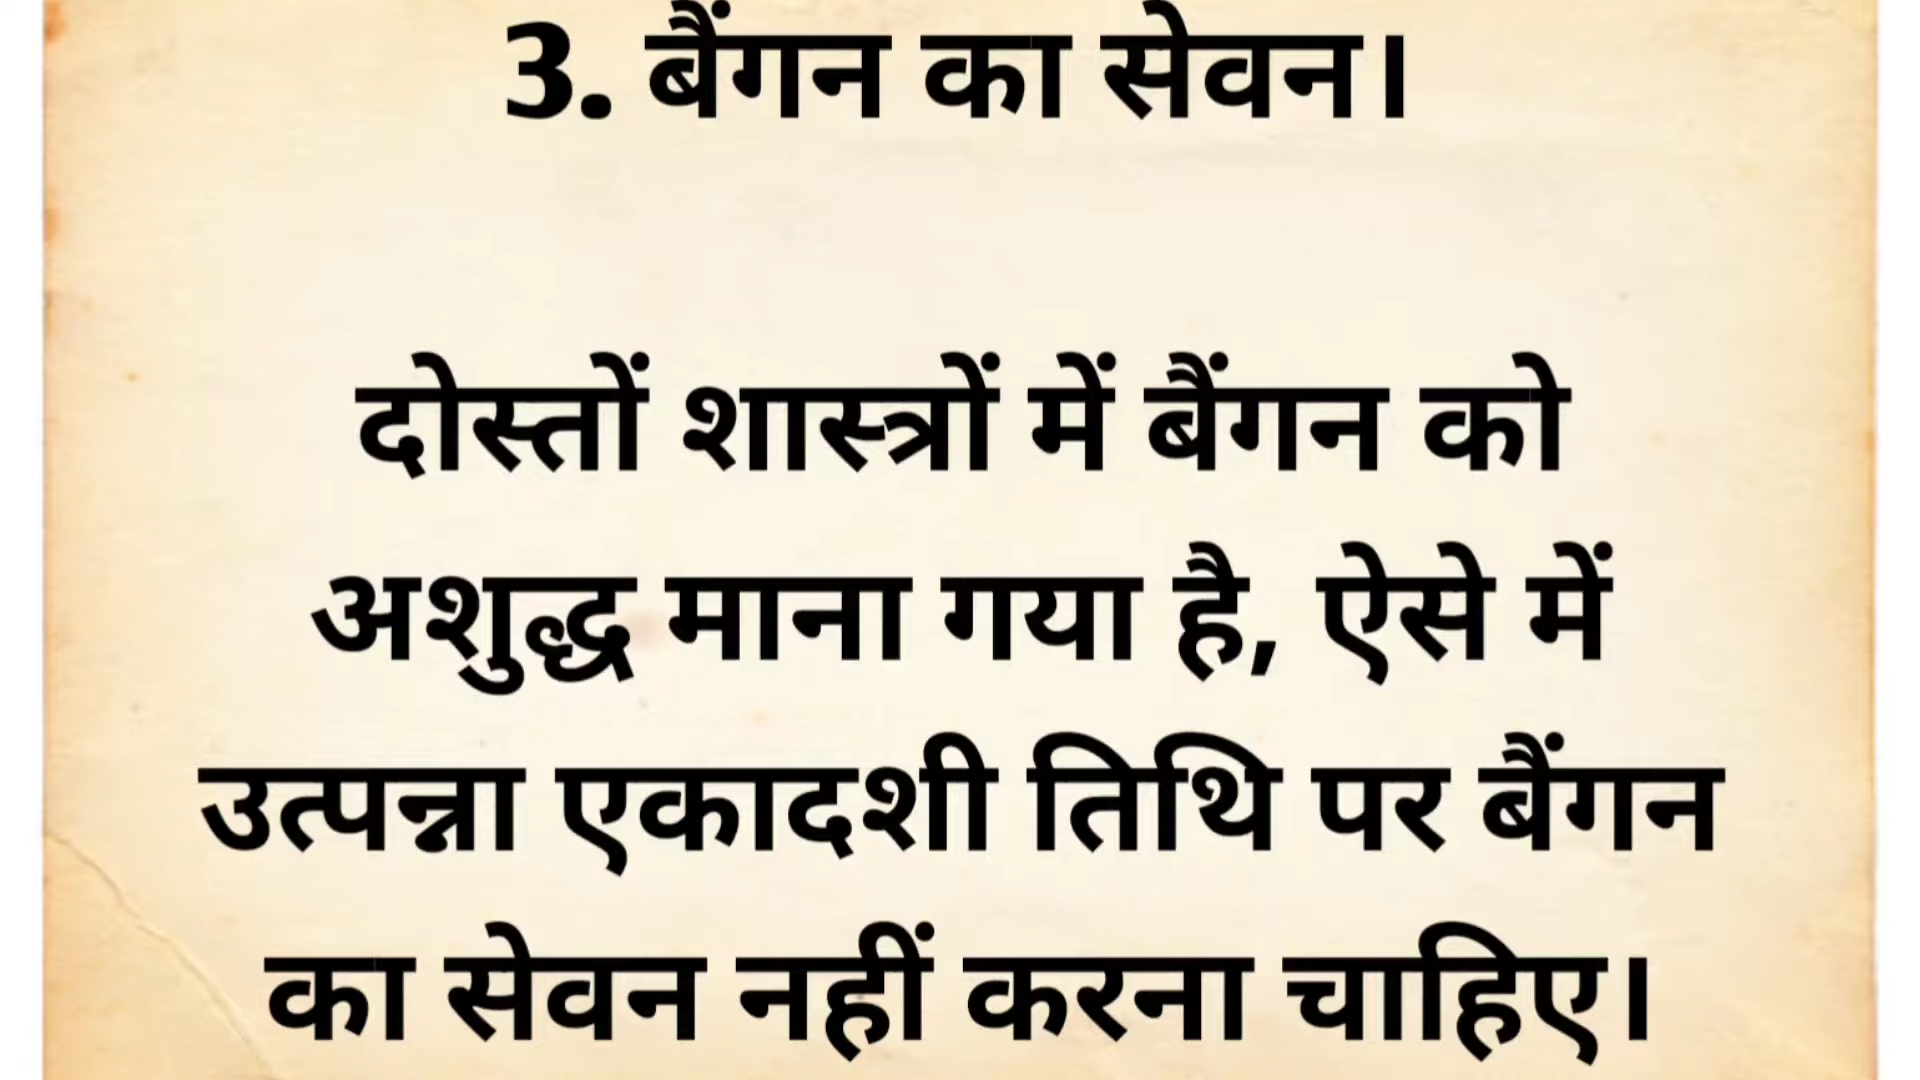 3. बैंगन का सेवन।
दोस्तों शास्त्रों में बैंगन को
अशुद्ध माना गया है, ऐसे में
उत्पन्ना एकादशी तिथि पर बैंगन
का सेवन नहीं करना चाहिए।